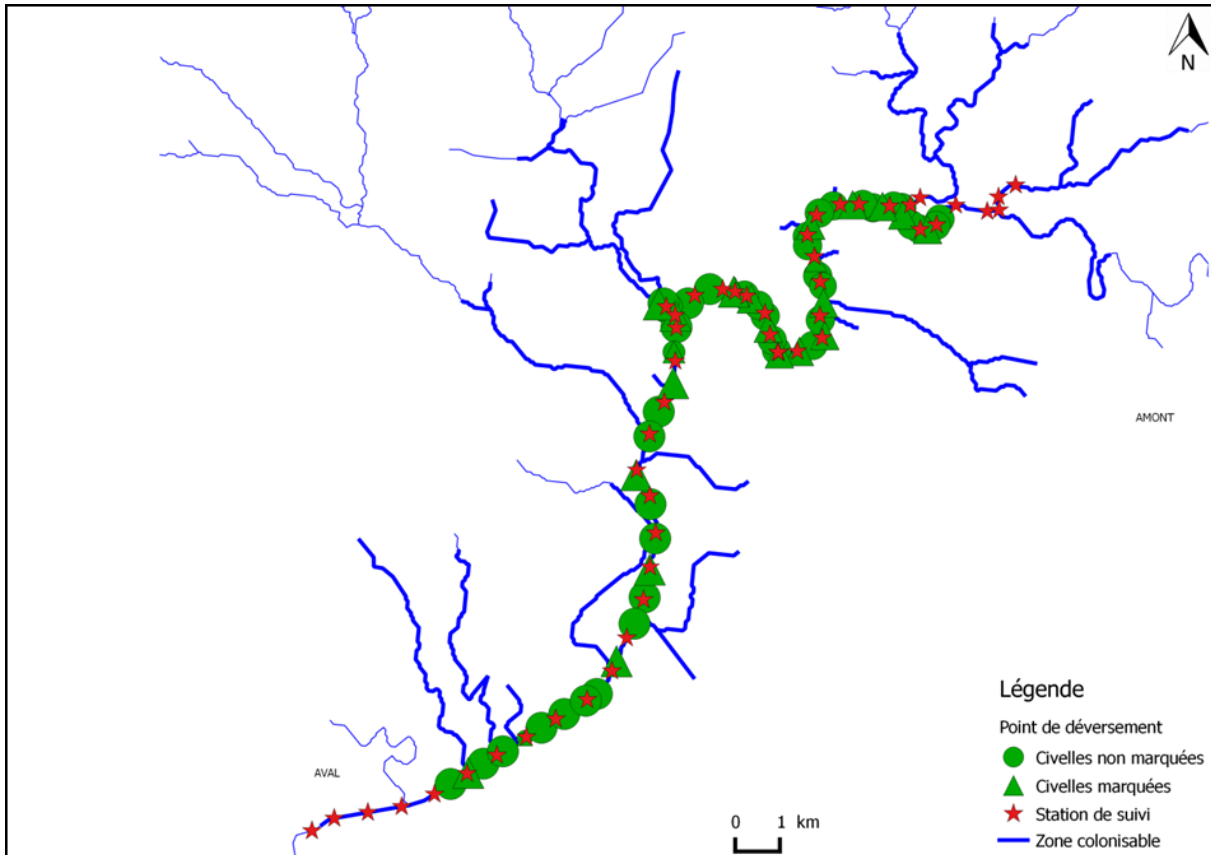 N
AMONT
Légende
Point de déversement
Civelles non marquées
Civelles marquées
Station de suivi
Zone colonisable
AVAL
0 1 km